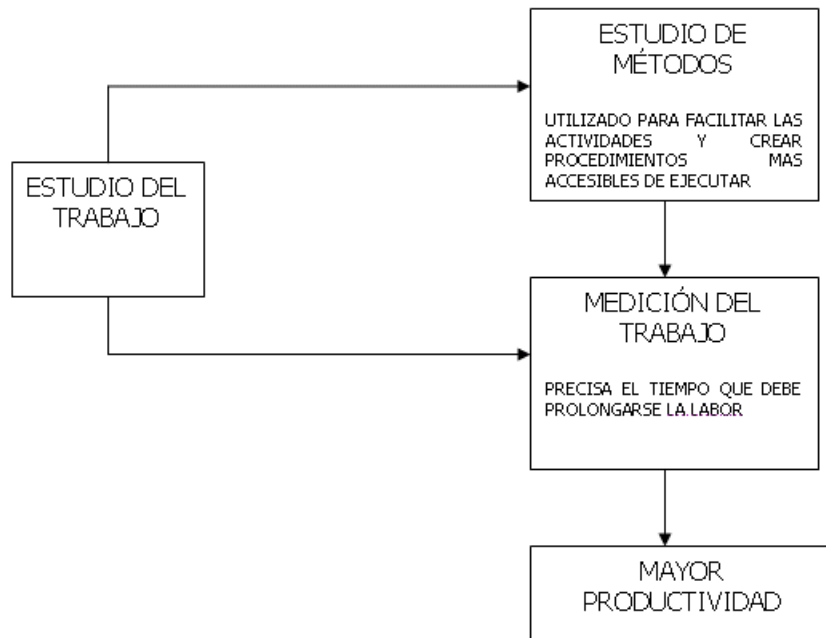 ESTUDIO DE
MÉTODOS
UTILIZADO PARA FACILITAR LAS
ACTIVIDADES Y CREAR
PROCEDIMIENTOS MAS
ACCESIBLES DE EJECUTAR
ESTUDIO DEL
TRABAJO
MEDICIÓN DEL
TRABAJO
PRECISA EL TIEMPO QUE DEBE
PROLONGARSE LA LABOR
MAYOR
PRODUCTIVIDAD